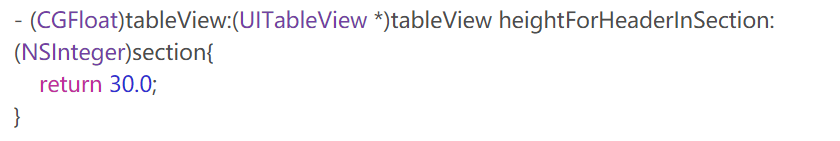 - (CGFloat)tableView:(UITableView *)tableView heightForHeaderInSection:
(NSInteger)section{
    return 30.0;
}